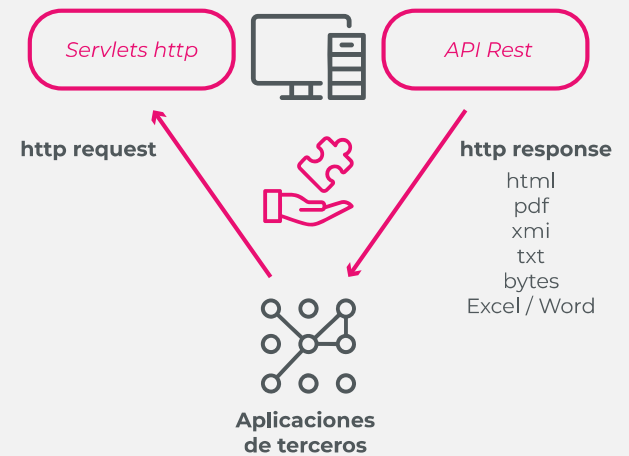 Servlets http
API Rest
http request
http response
html
pdf
xmi
txt
bytes
Excel / Word
Aplicaciones
de terceros